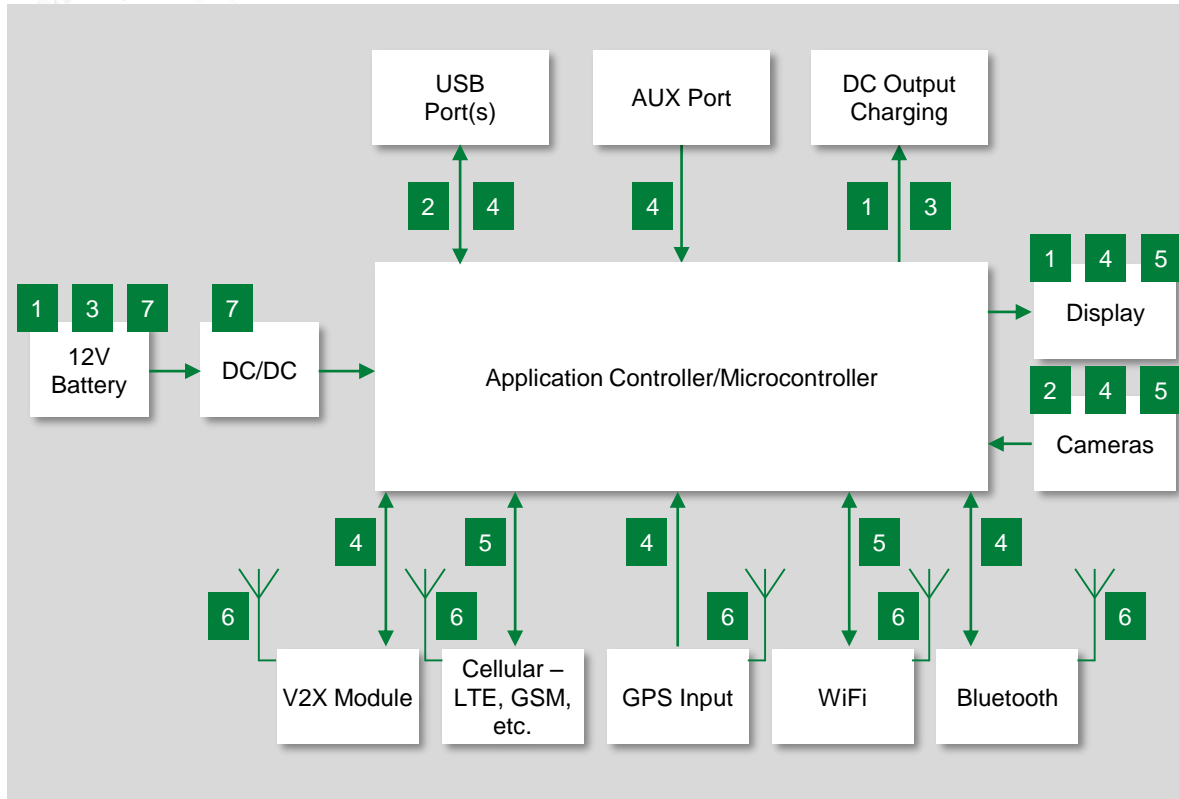 USB
Port(s)
AUX Port
DC Output
Charging
2 4
4
1 3
1 4 5
Display
1 3 7
12V
Battery
7
DC/DC
Application Controller/Microcontroller
2 4 5
Cameras
4
5
4
5
4
6
6
6
6
6
V2X Module
Cellular –
LTE, GSM,
etc.
GPS Input
WiFi
Bluetooth